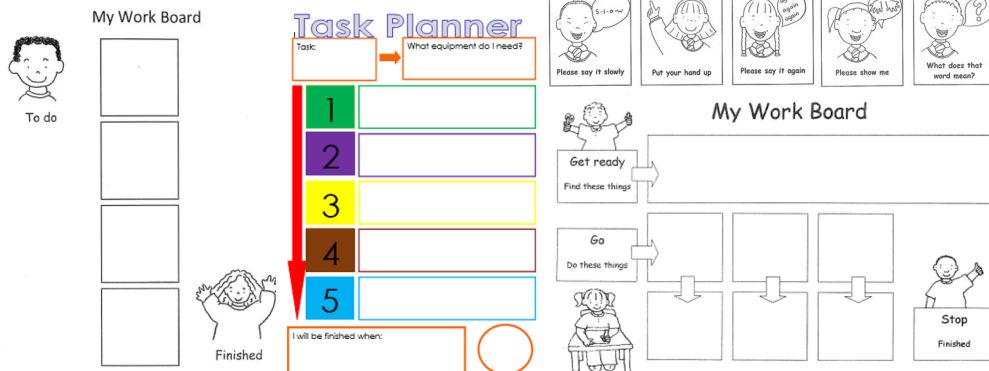 My Work Board
To do
Finished
Task Planner
Task:
What equipment do I need?
1
2
3
4
5
I will be finished when:
S-l-o-w
Please say it slowly
Put your hand up
again
again
Please say it again
Please show me
?
What does that
word mean?
My Work Board
Get ready
Find these things
Go
Do these things
Stop
Finished